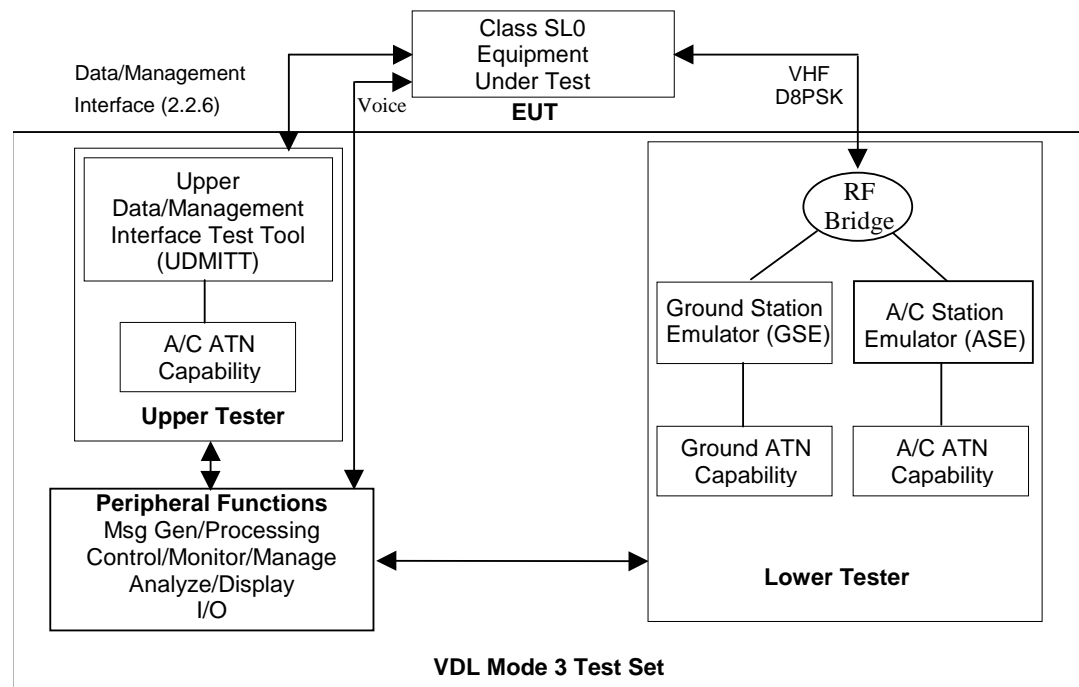 Class SL0
Equipment
Under Test
EUT
Data/Management
Interface (2.2.6)
Voice
VHF
D8PSK
Upper
Data/Management
Interface Test Tool
(UDMITT)
A/C ATN
Capability
Upper Tester
RF
Bridge
Ground Station
Emulator (GSE)
A/C Station
Emulator (ASE)
Ground ATN
Capability
A/C ATN
Capability
Lower Tester
Peripheral Functions
Msg Gen/Processing
Control/Monitor/Manage
Analyze/Display
I/O
VDL Mode 3 Test Set